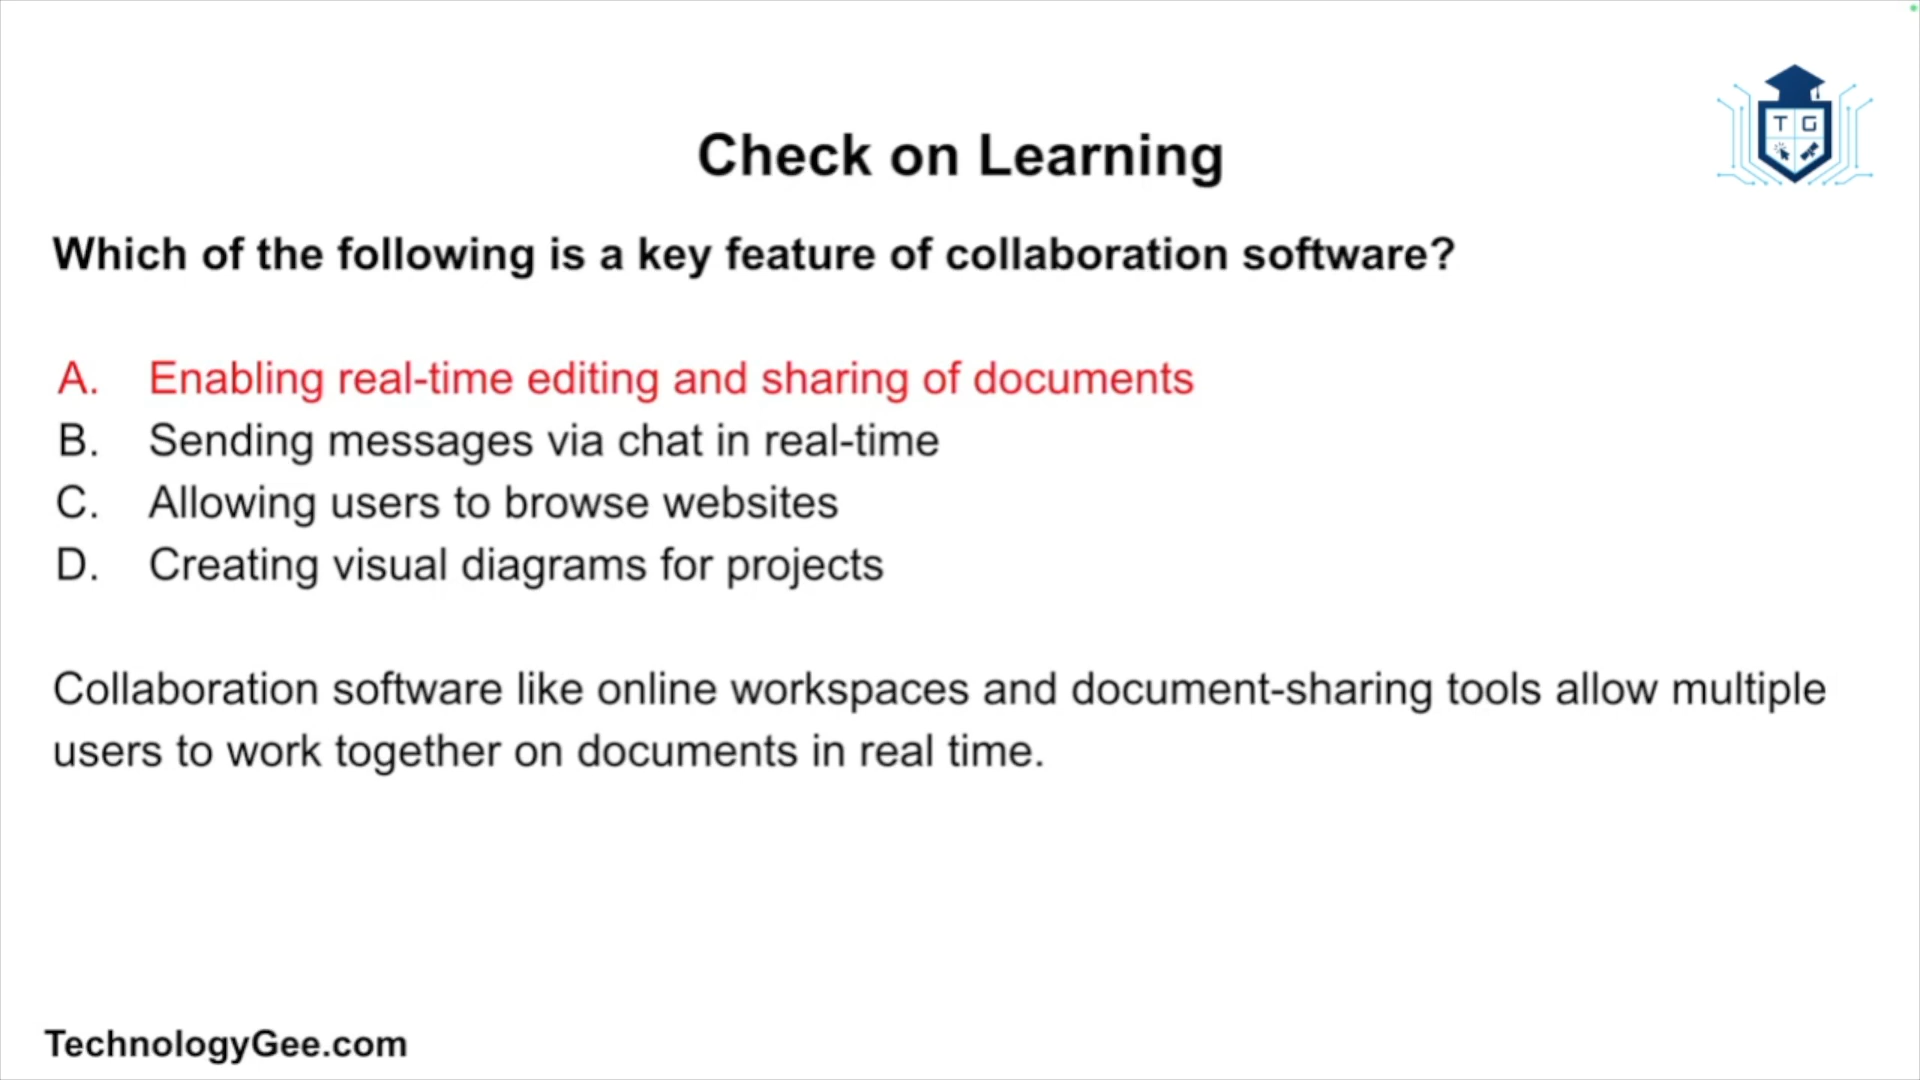 T G
Check on Learning
Which of the following is a key feature of collaboration software?
A. Enabling real-time editing and sharing of documents
B. Sending messages via chat in real-time
C. Allowing users to browse websites
D. Creating visual diagrams for projects
Collaboration software like online workspaces and document-sharing tools allow multiple
users to work together on documents in real time.
TechnologyGee.com